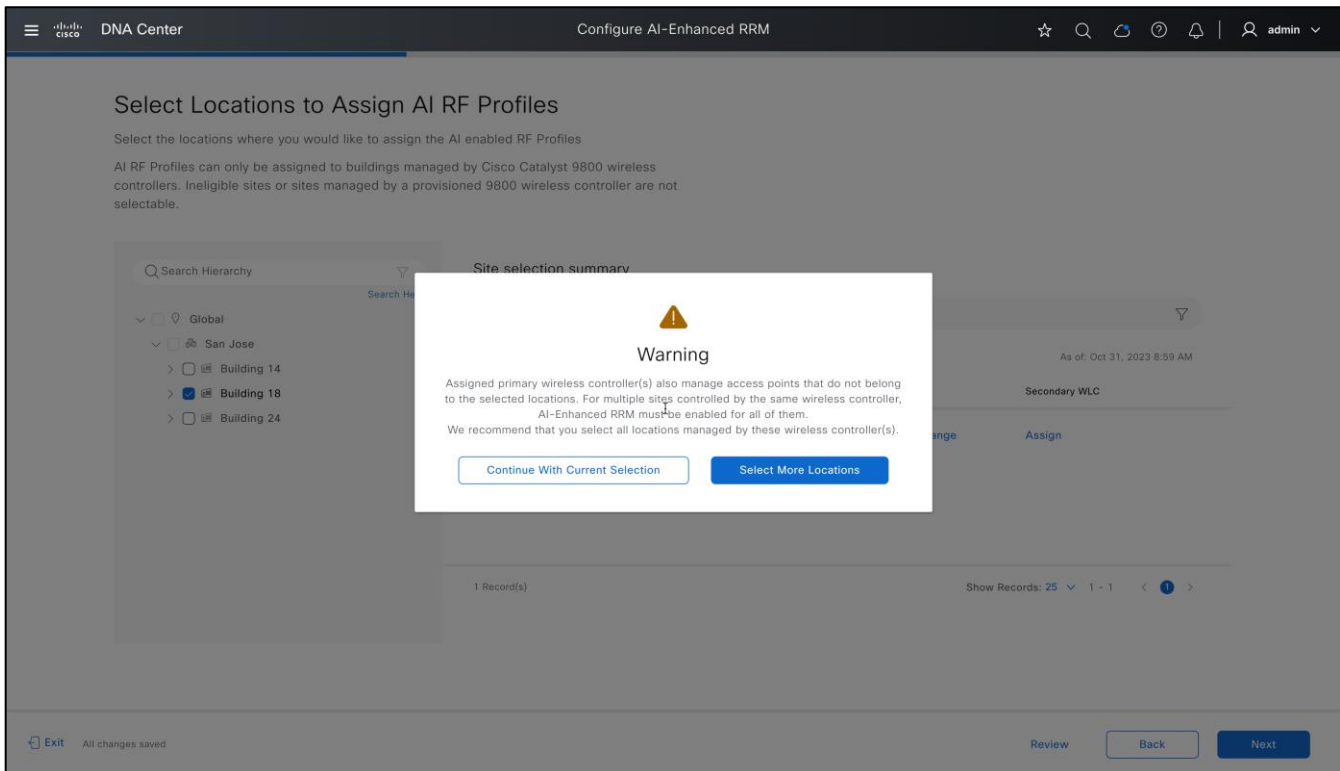 cisco DNA Center
Configure AI-Enhanced RRM
admin
Select Locations to Assign AI RF Profiles
Select the locations where you would like to assign the AI enabled RF Profiles
AI RF Profiles can only be assigned to buildings managed by Cisco Catalyst 9800 wireless
controllers. Ineligible sites or sites managed by a provisioned 9800 wireless controller are not
selectable.
Search Hierarchy
Search He
Global
San Jose
Building 14
Building 18
Building 24
Site selection summary
As of: Oct 31, 2023 8:59 AM
Secondary WLC
ange
Assign
Warning
Assigned primary wireless controller(s) also manage access points that do not belong
to the selected locations. For multiple sites controlled by the same wireless controller,
AI-Enhanced RRM must be enabled for all of them.
We recommend that you select all locations managed by these wireless controller(s).
Continue With Current Selection
Select More Locations
1 Record(s)
Show Records: 25 1 - 1 1
Exit All changes saved
Review
Back
Next